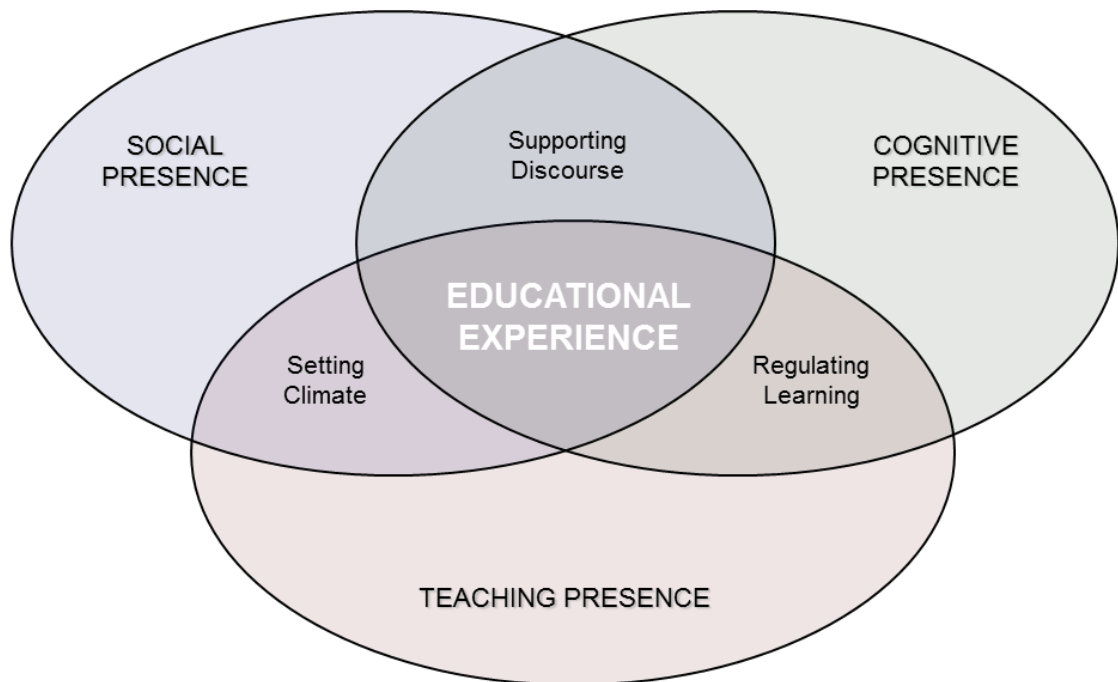 SOCIAL
PRESENCE
Supporting
Discourse
COGNITIVE
PRESENCE
EDUCATIONAL
EXPERIENCE
Setting
Climate
Regulating
Learning
TEACHING PRESENCE